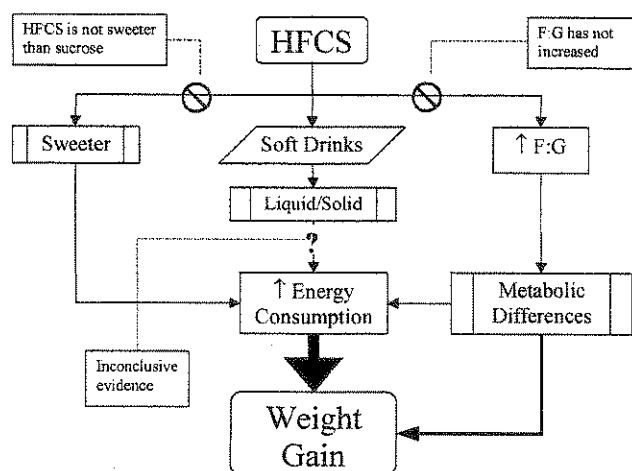 HFCS is not sweeter
than sucrose
HFCS
F:G has not
increased
Sweeter
Soft Drinks
↑ F:G
Liquid/Solid
?
↑ Energy
Consumption
Metabolic
Differences
Inconclusive
evidence
Weight
Gain